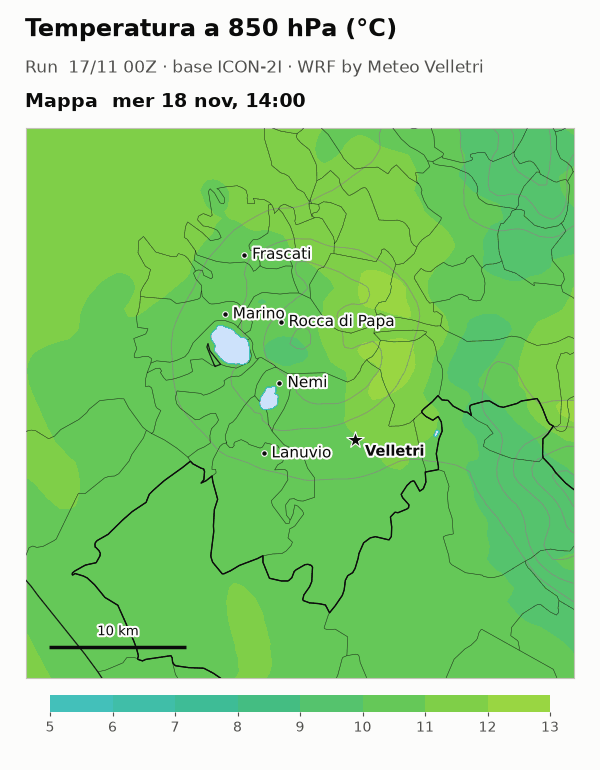 Temperatura a 850 hPa (°C)
Run  17/11 00Z · base ICON-2I · WRF by Meteo Velletri
Mappa  mer 18 nov, 14:00
Frascati
Marino
Rocca di Papa
Nemi
Velletri
Lanuvio
10 km
5 6 7 8 9 10 11 12 13